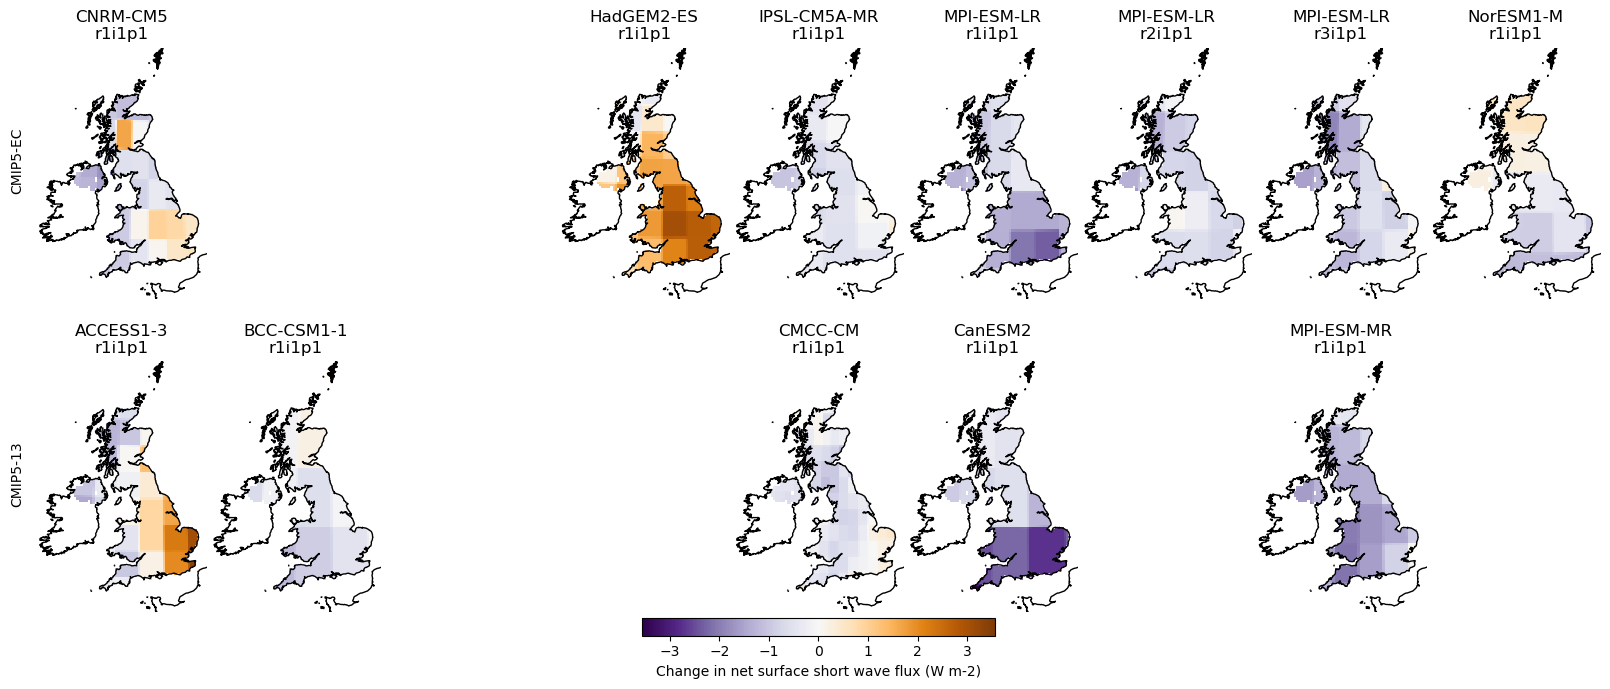 CNRM-CM5
r1i1p1
HadGEM2-ES
r1i1p1
IPSL-CM5A-MR
r1i1p1
MPI-ESM-LR
r1i1p1
MPI-ESM-LR
r2i1p1
MPI-ESM-LR
r3i1p1
NorESM1-M
r1i1p1
CMIP5-EC
ACCESS1-3
r1i1p1
BCC-CSM1-1
r1i1p1
CMCC-CM
r1i1p1
CanESM2
r1i1p1
MPI-ESM-MR
r1i1p1
CMIP5-13
−3 −2 −1 0 1 2 3
Change in net surface short wave flux (W m-2)